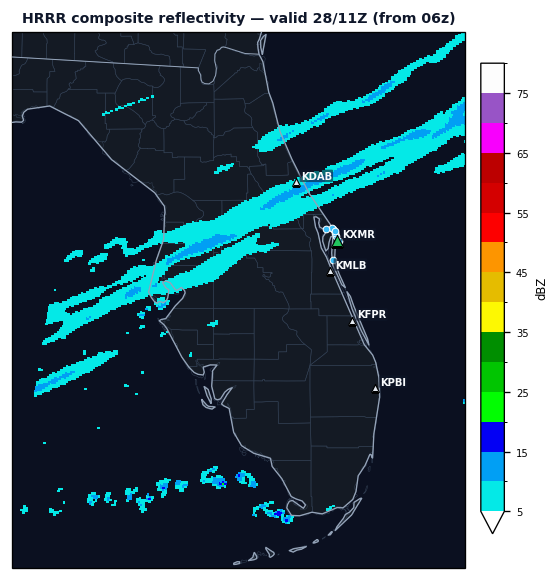 HRRR composite reflectivity — valid 28/11Z (from 06z)
KDAB
KXMR
KMLB
KFPR
KPBI
75
65
55
45
35
25
15
5
dBZ